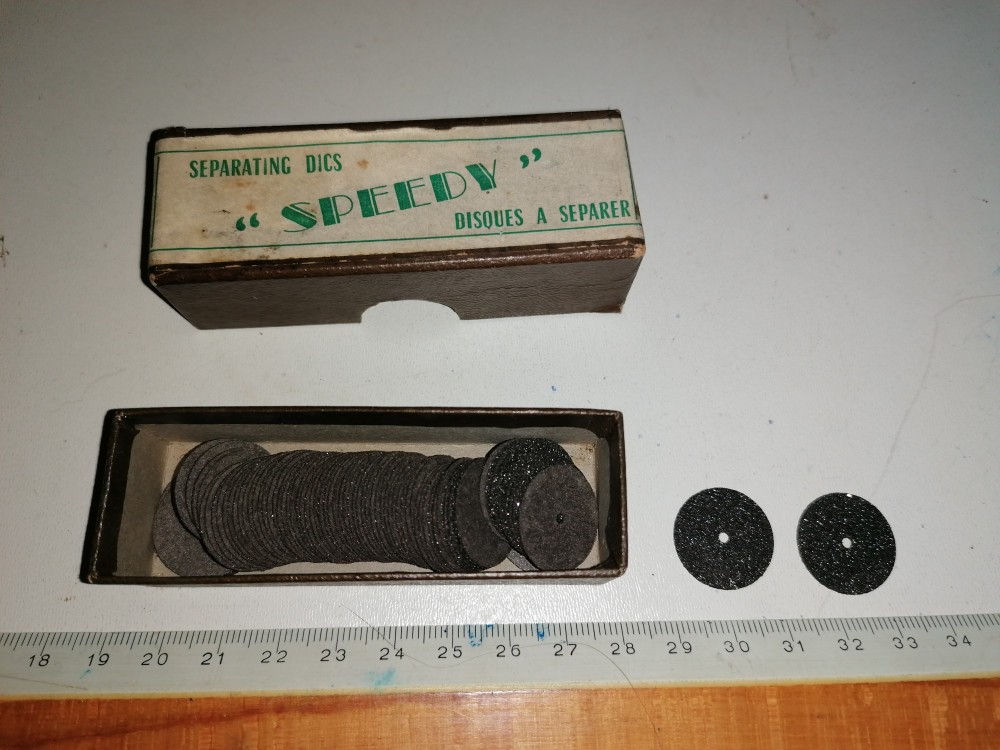 SEPARATING DICS
“ SPEEDY ”
DISQUES A SEPARER
18 19 20 21 22 23 24 25 26 27 28 29 30 31 32 33 34